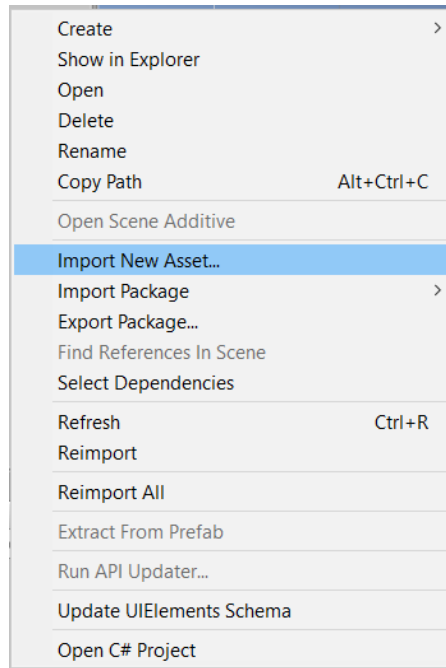 Create
Show in Explorer
Open
Delete
Rename
Copy Path Alt+Ctrl+C
Open Scene Additive
Import New Asset...
Import Package
Export Package...
Find References In Scene
Select Dependencies
Refresh Ctrl+R
Reimport
Reimport All
Extract From Prefab
Run API Updater...
Update UIElements Schema
Open C# Project